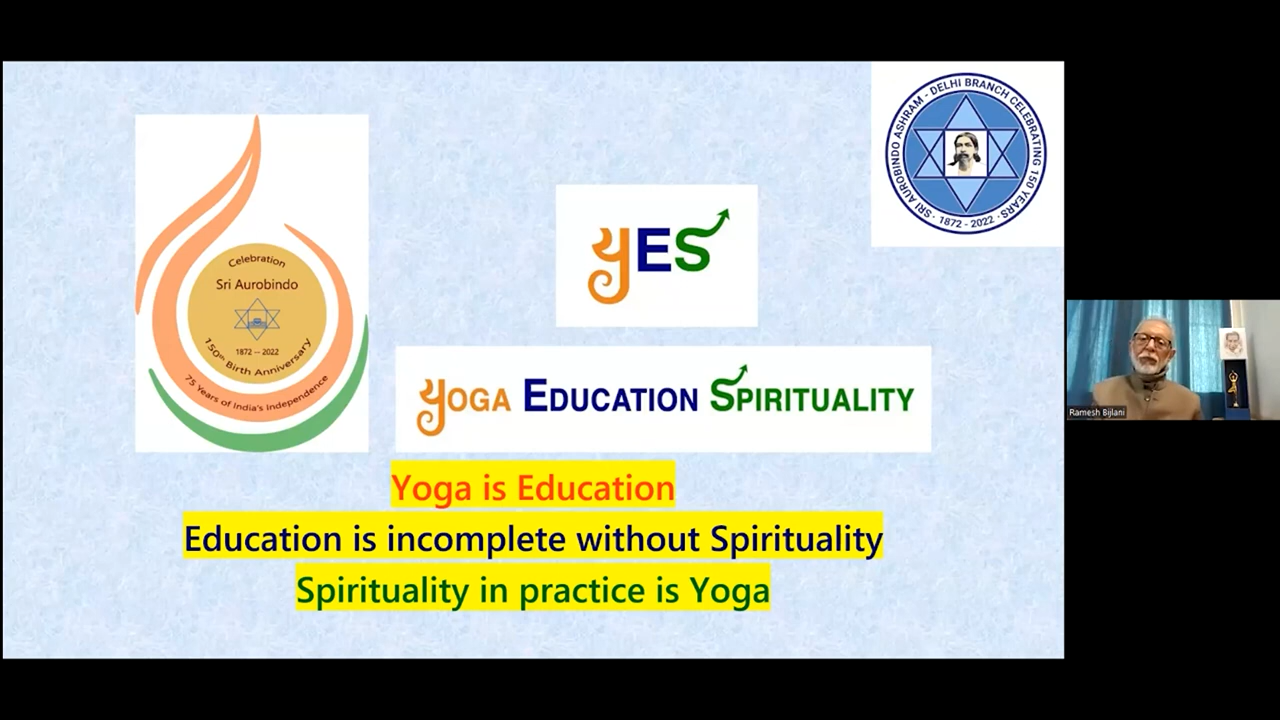 Celebration
Sri Aurobindo
1872 — 2022
150th Birth Anniversary
75 Years of India's Independence
yES
SRI AUROBINDO ASHRAM - DELHI BRANCH CELEBRATING 150 YEARS
· 1872 - 2022 ·
yOGA EDUCATION SPIRITUALITY
Yoga is Education
Education is incomplete without Spirituality
Spirituality in practice is Yoga
Ramesh Bijlani